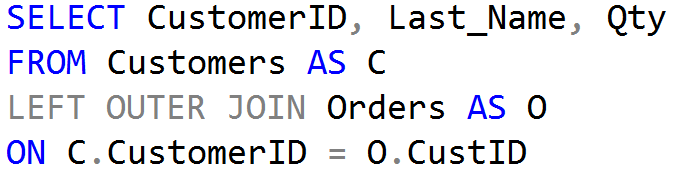 SELECT CustomerID, Last_Name, Qty
FROM Customers AS C
LEFT OUTER JOIN Orders AS O
ON C.CustomerID = O.CustID